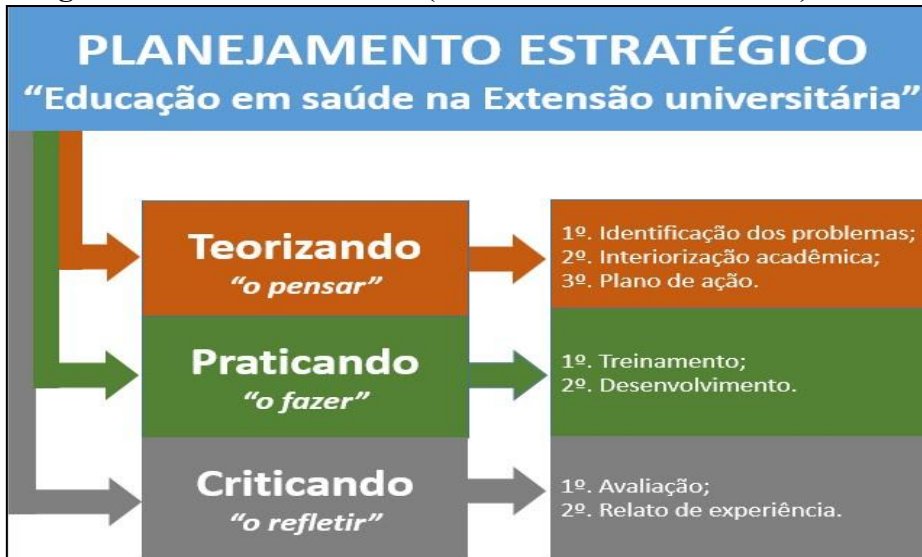 PLANEJAMENTO ESTRATÉGICO
“Educação em saúde na Extensão universitária”
Teorizando
“o pensar”
1º. Identificação dos problemas;
2º. Interiorização acadêmica;
3º. Plano de ação.
Praticando
“o fazer”
1º. Treinamento;
2º. Desenvolvimento.
Criticando
“o refletir”
1º. Avaliação;
2º. Relato de experiência.